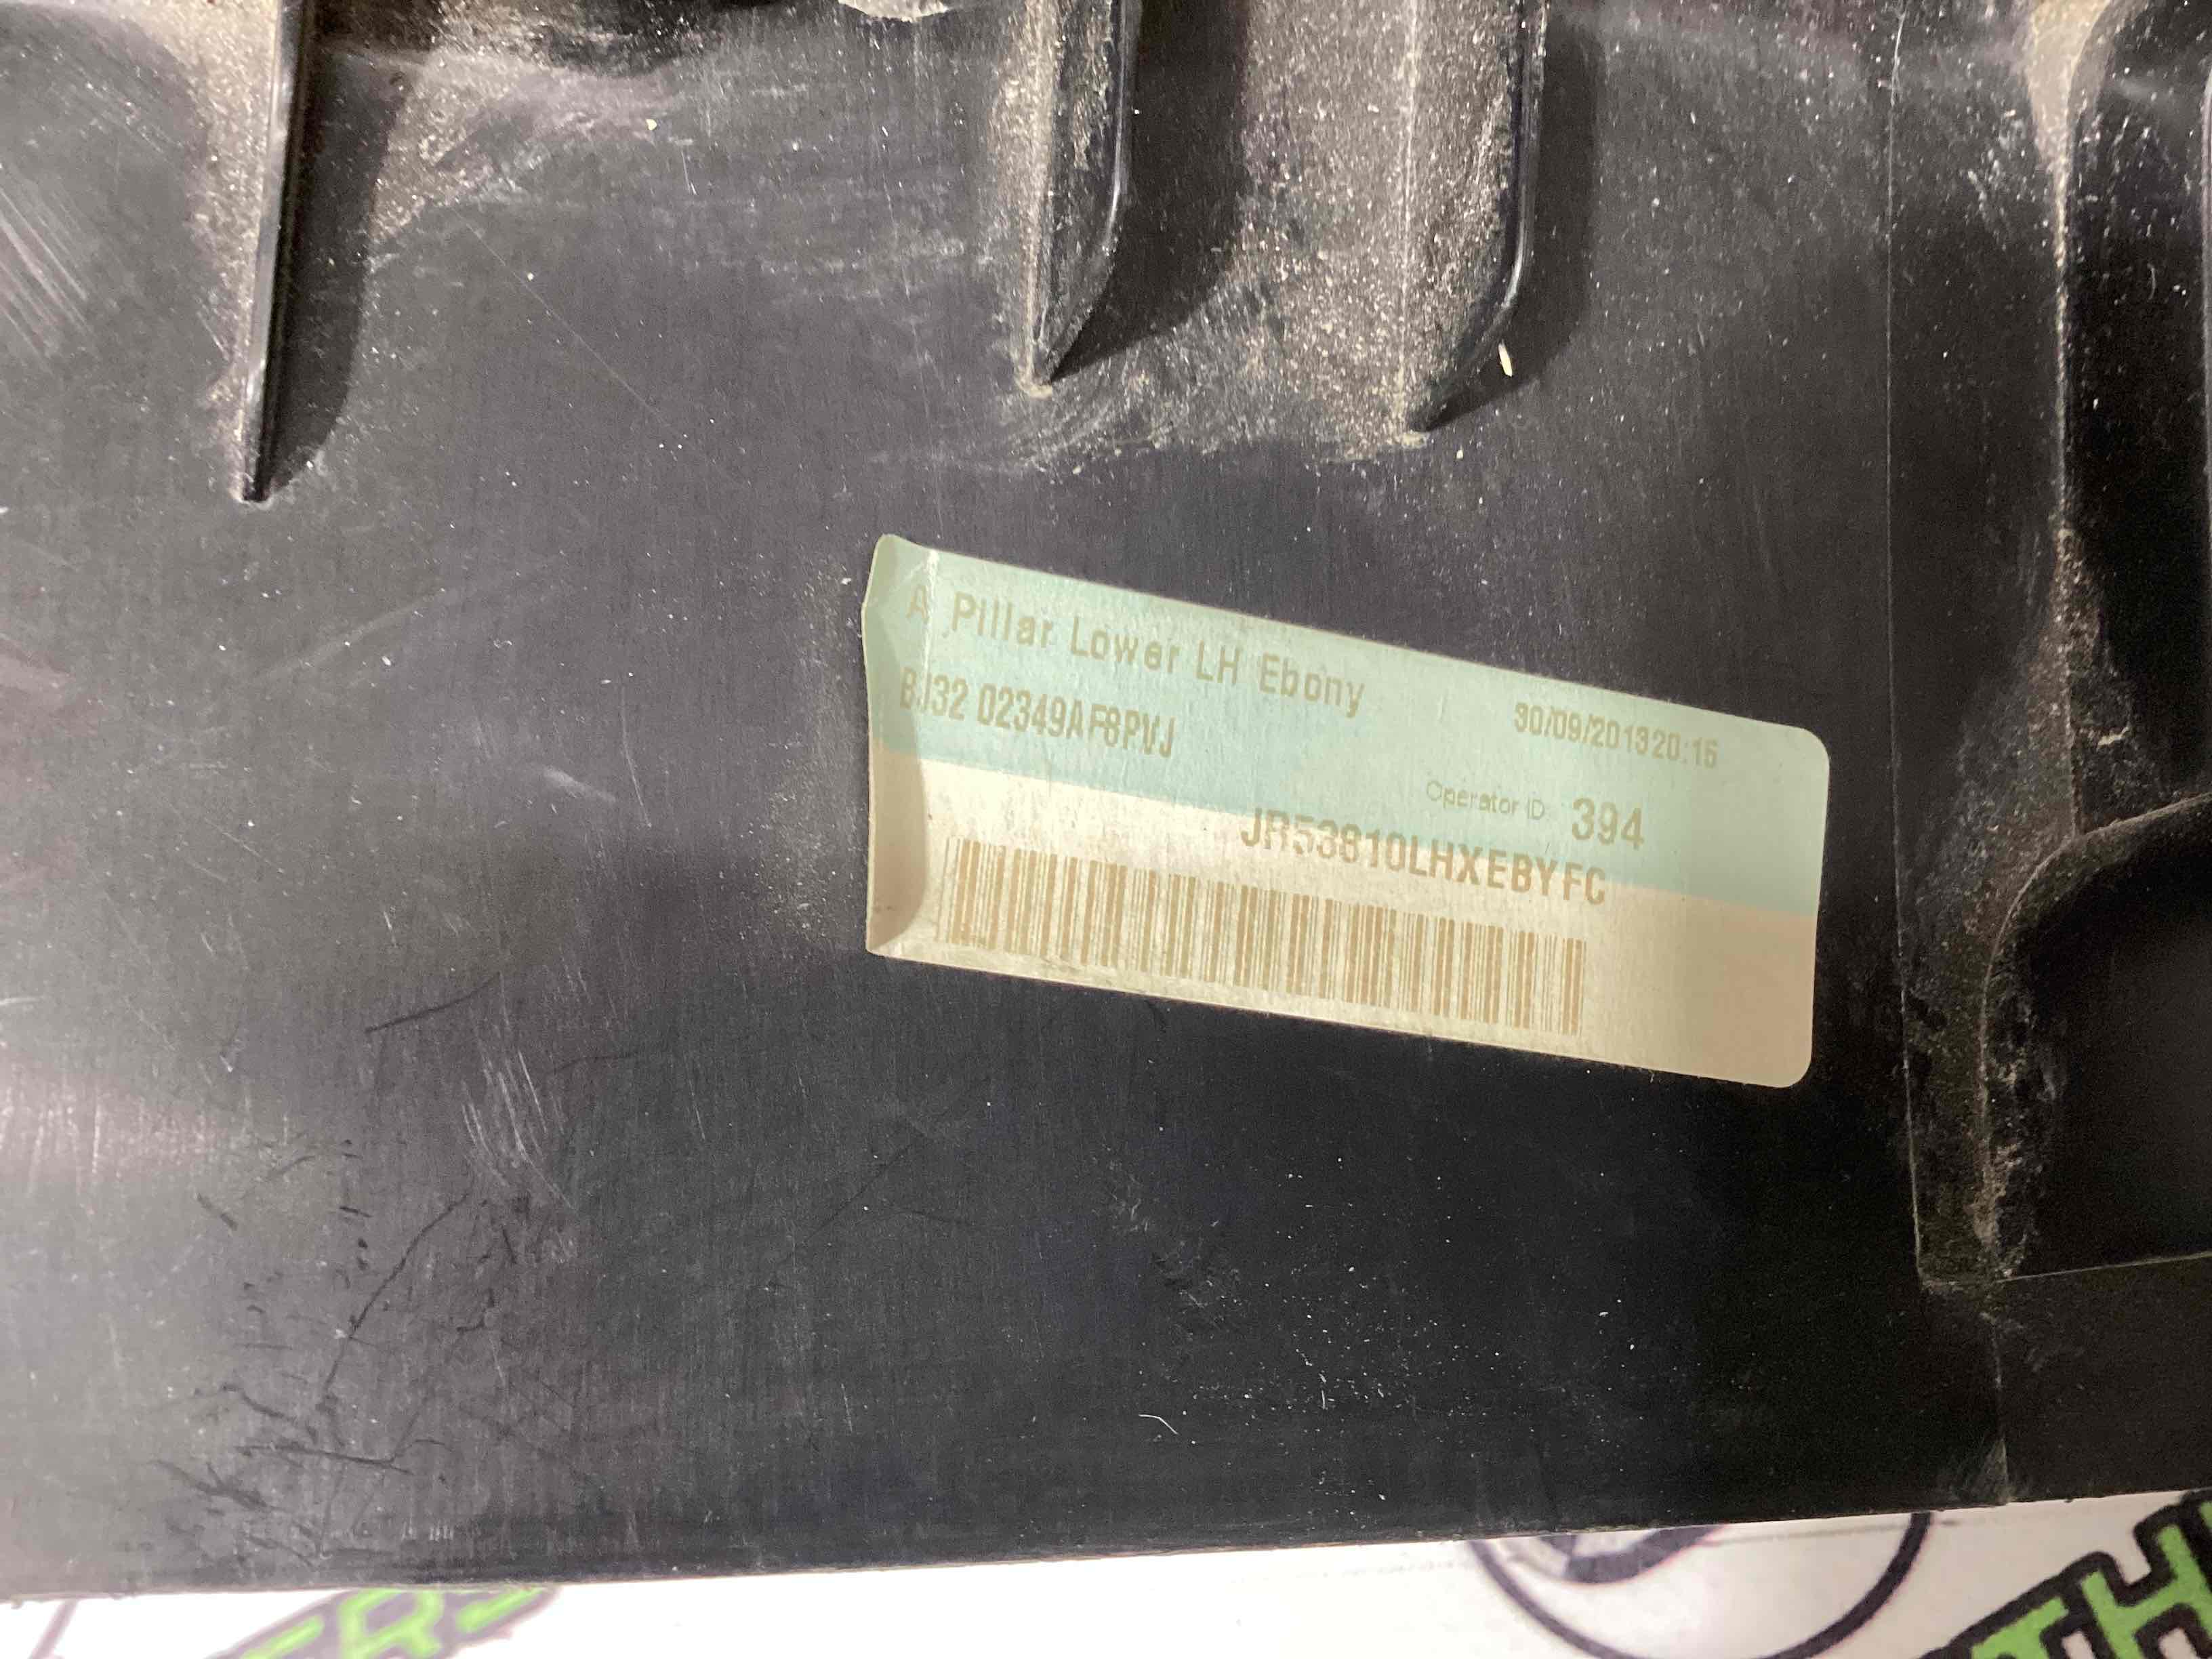 A Pillar Lower LH Ebony
BJ32 02349AF8PVJ
30/09/201320:15
Operator ID 394
JR53810LHXEBYFC